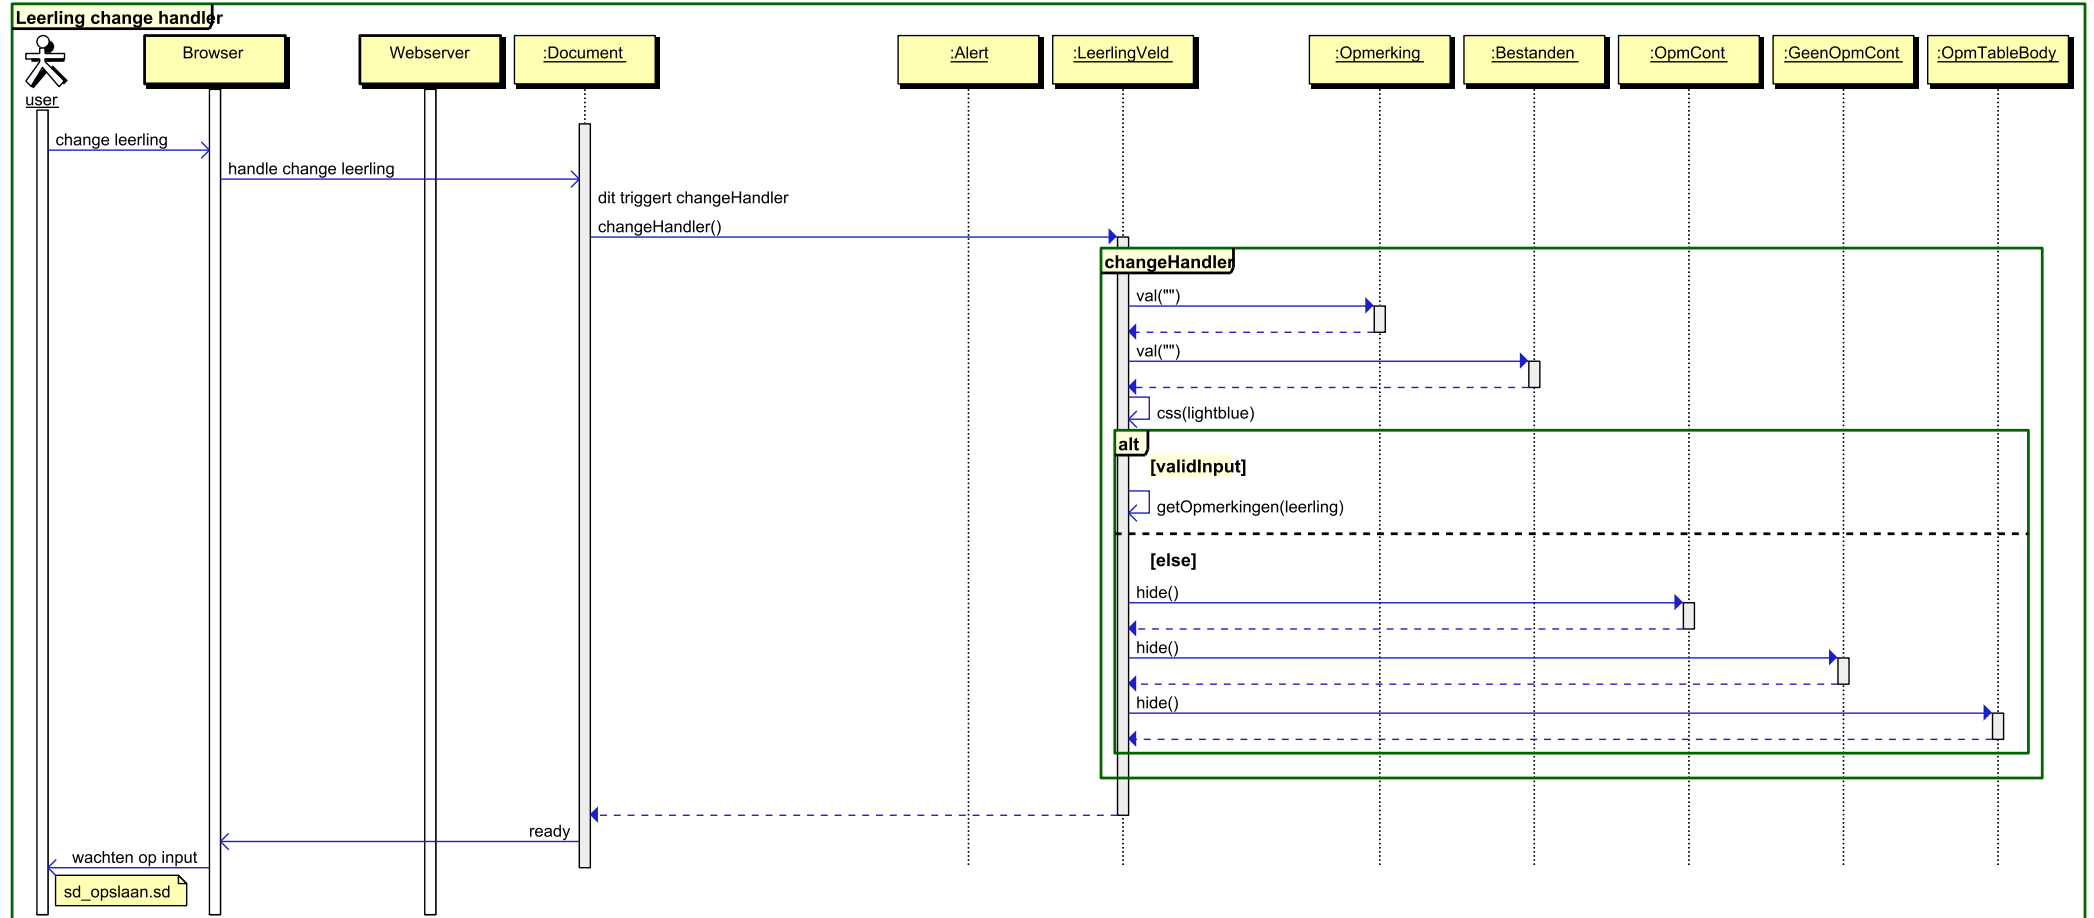 Leerling change handler
user
Browser
Webserver
:Document
:Alert
:LeerlingVeld
:Opmerking
:Bestanden
:OpmCont
:GeenOpmCont
:OpmTableBody
change leerling
handle change leerling
dit triggert changeHandler
changeHandler()
changeHandler
val("")
val("")
css(lightblue)
alt
[validInput]
getOpmerkingen(leerling)
[else]
hide()
hide()
hide()
ready
wachten op input
sd_opslaan.sd